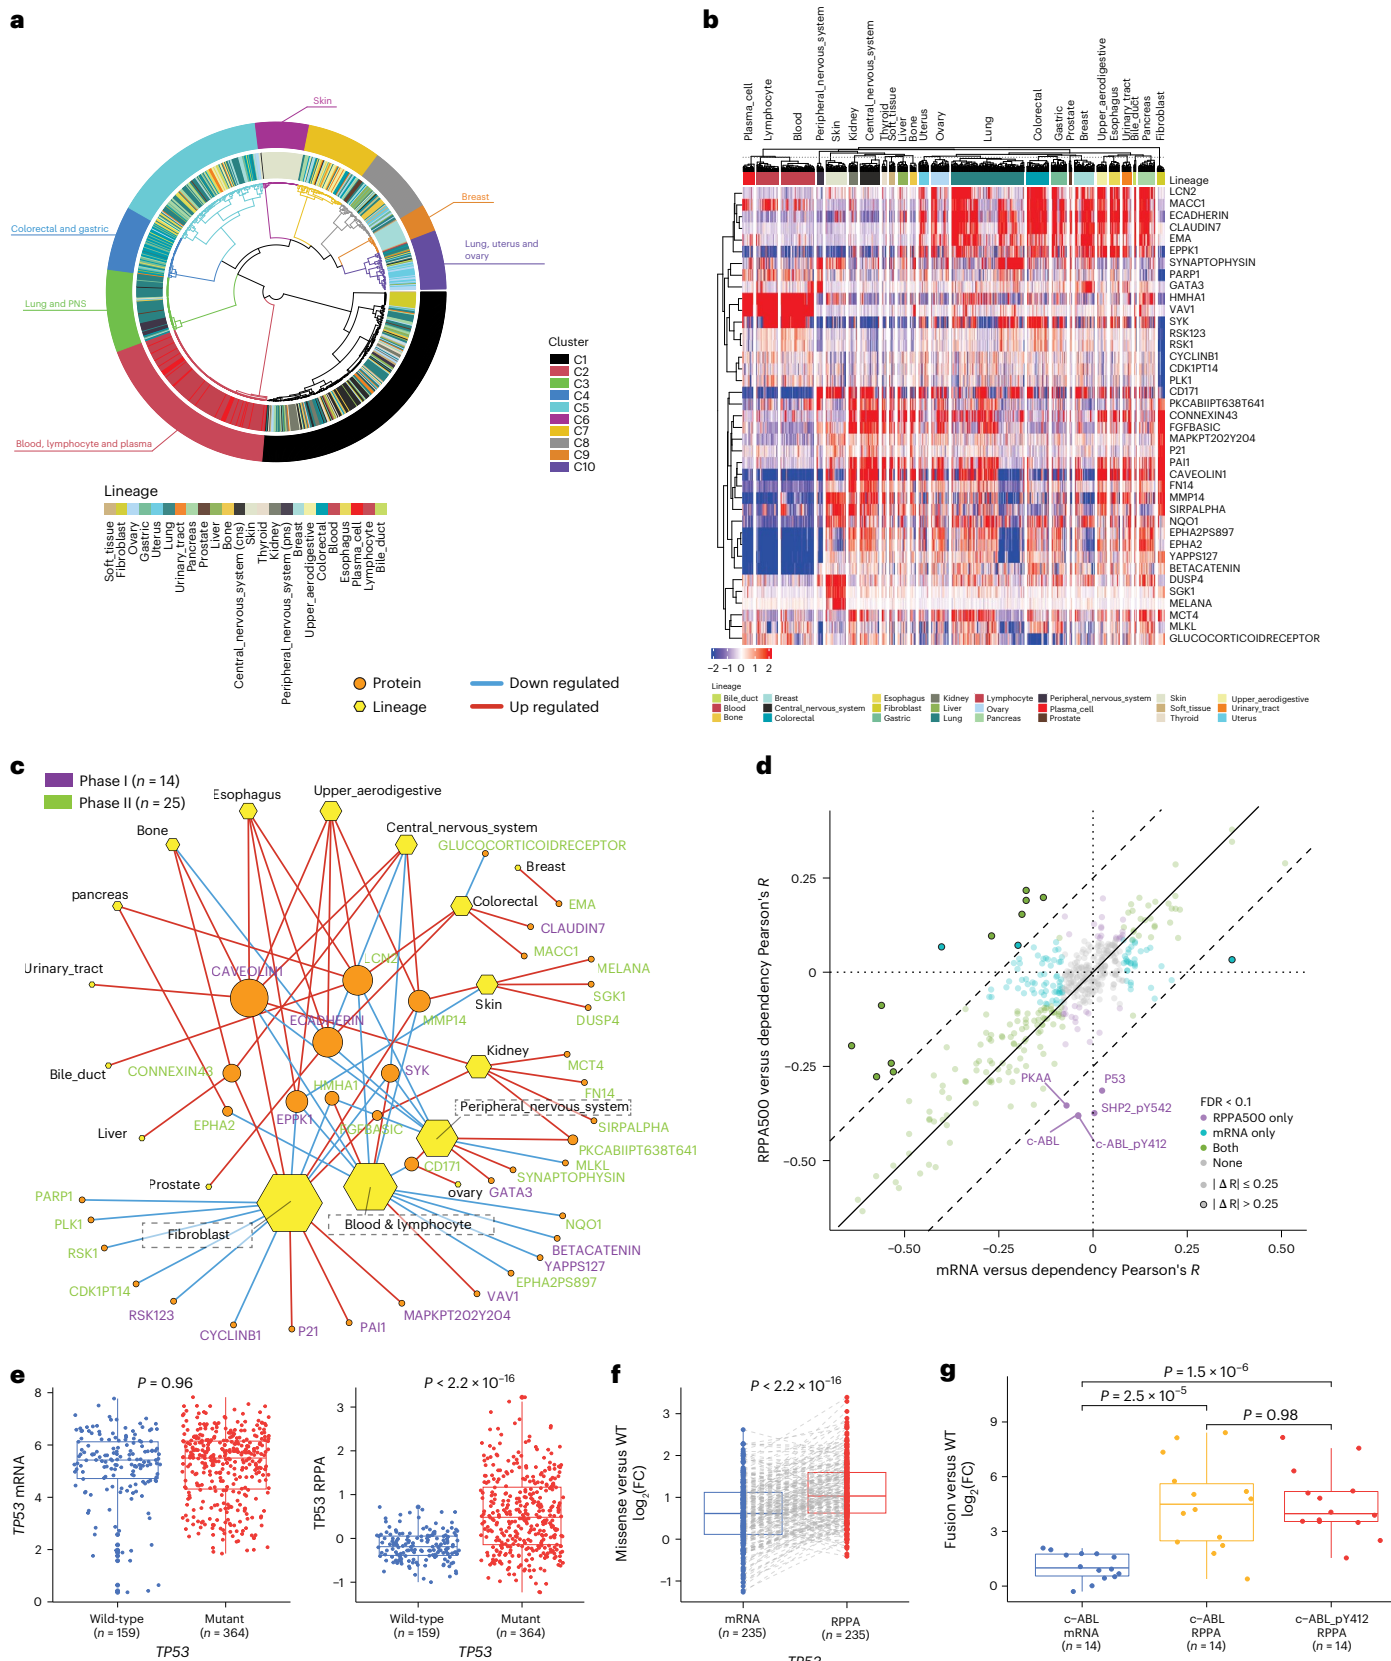 a
Skin
Breast
Colorectal and gastric
Lung, uterus and
ovary
Lung and PNS
Blood, lymphocyte and plasma
Cluster
C1
C2
C3
C4
C5
C6
C7
C8
C9
C10
Lineage
Soft_tissue
Fibroblast
Ovary
Gastric
Uterus
Lung
Urinary_tract
Pancreas
Prostate
Liver
Bone
Central_nervous_system (cns)
Skin
Thyroid
Kidney
Peripheral_nervous_system (pns)
Breast
Upper_aerodigestive
Colorectal
Blood
Esophagus
Plasma_cell
Lymphocyte
Bile_duct
Protein
Lineage
Down regulated
Up regulated
b
Plasma_cell
Lymphocyte
Blood
Peripheral_nervous_system
Skin
Kidney
Central_nervous_system
Thyroid
Soft_tissue
Liver
Bone
Uterus
Ovary
Lung
Colorectal
Gastric
Prostate
Breast
Upper_aerodigestive
Esophagus
Urinary_tract
Bile_duct
Pancreas
Fibroblast
Lineage
LCN2
MACC1
ECADHERIN
CLAUDIN7
EMA
EPPK1
SYNAPTOPHYSIN
PARP1
GATA3
HMHA1
VAV1
SYK
RSK123
RSK1
CYCLINB1
CDK1PT14
PLK1
CD171
PKCABIIPT638T641
CONNEXIN43
FGFBASIC
MAPKPT202Y204
P21
PAI1
CAVEOLIN1
FN14
MMP14
SIRPALPHA
NQO1
EPHA2PS897
EPHA2
YAPPS127
BETACATENIN
DUSP4
SGK1
MELANA
MCT4
MLKL
GLUCOCORTICOIDRECEPTOR
−2 −1 0 1 2
Lineage
Bile_duct Breast Esophagus Kidney Lymphocyte Peripheral_nervous_system Skin Upper_aerodigestive
Blood Central_nervous_system Fibroblast Liver Ovary Plasma_cell Soft_tissue Urinary_tract
Bone Colorectal Gastric Lung Pancreas Prostate Thyroid Uterus
c
Phase I (n = 14)
Phase II (n = 25)
Esophagus
Upper_aerodigestive
Bone
Central_nervous_system
GLUCOCORTICOIDRECEPTOR
Breast
pancreas
Colorectal
EMA
CLAUDIN7
MACC1
LCN2
Urinary_tract
CAVEOLIN1
MELANA
SGK1
Skin
DUSP4
ECADHERIN
MMP14
Kidney
MCT4
Bile_duct
CONNEXIN43
SYK
HMHA1
FN14
Peripheral_nervous_system
EPHA2
EPPK1
FGFBASIC
SIRPALPHA
Liver
PKCABIIPT638T641
CD171
MLKL
SYNAPTOPHYSIN
Prostate
ovary
GATA3
PARP1
PLK1
Fibroblast
Blood & lymphocyte
NQO1
RSK1
BETACATENIN
YAPPS127
EPHA2PS897
CDK1PT14
VAV1
RSK123
MAPKPT202Y204
CYCLINB1
P21
PAI1
d
RPPA500 versus dependency Pearson's R
0.25
0
−0.25
−0.50
PKAA
P53
SHP2_pY542
c-ABL
c-ABL_pY412
FDR < 0.1
RPPA500 only
mRNA only
Both
None
| Δ R| ≤ 0.25
| Δ R| > 0.25
−0.50 −0.25 0 0.25 0.50
mRNA versus dependency Pearson's R
e
P = 0.96
TP53 mRNA
8
6
4
2
0
Wild-type
(n = 159)
Mutant
(n = 364)
TP53
P < 2.2 × 10−16
TP53 RPPA
3
2
1
0
−1
Wild-type
(n = 159)
Mutant
(n = 364)
TP53
f
P < 2.2 × 10−16
Missense versus WT
log2(FC)
3
2
1
0
−1
mRNA
(n = 235)
RPPA
(n = 235)
TP53
g
P = 1.5 × 10−6
P = 2.5 × 10−5
P = 0.98
Fusion versus WT
log2(FC)
9
6
3
0
c-ABL
mRNA
(n = 14)
c-ABL
RPPA
(n = 14)
c-ABL_pY412
RPPA
(n = 14)